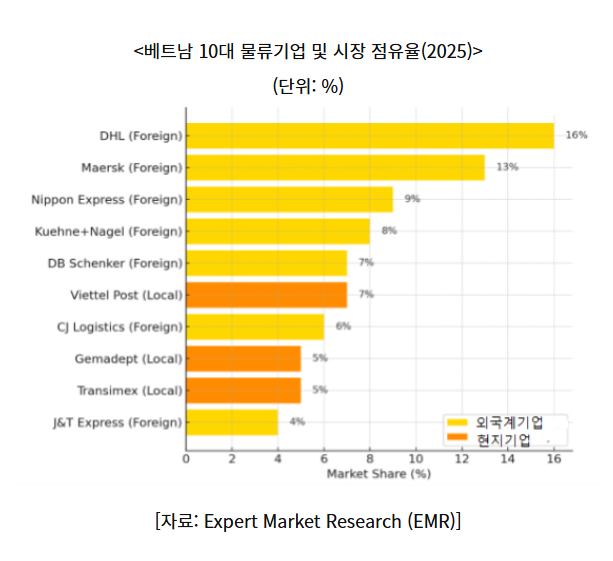 <베트남 10대 물류기업 및 시장 점유율(2025)>
(단위: %)
DHL (Foreign) 16%
Maersk (Foreign) 13%
Nippon Express (Foreign) 9%
Kuehne+Nagel (Foreign) 8%
DB Schenker (Foreign) 7%
Viettel Post (Local) 7%
CJ Logistics (Foreign) 6%
Gemadept (Local) 5%
Transimex (Local) 5%
J&T Express (Foreign) 4%
외국계기업
현지기업
0 2 4 6 8 10 12 14 16
Market Share (%)
[자료: Expert Market Research (EMR)]